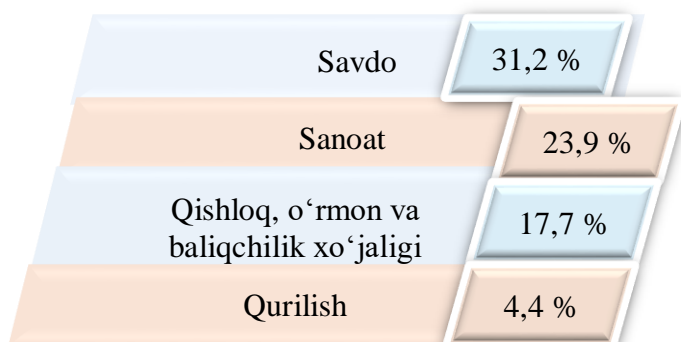 Savdo 31,2 %
Sanoat 23,9 %
Qishloq, o‘rmon va
baliqchilik xo‘jaligi 17,7 %
Qurilish 4,4 %